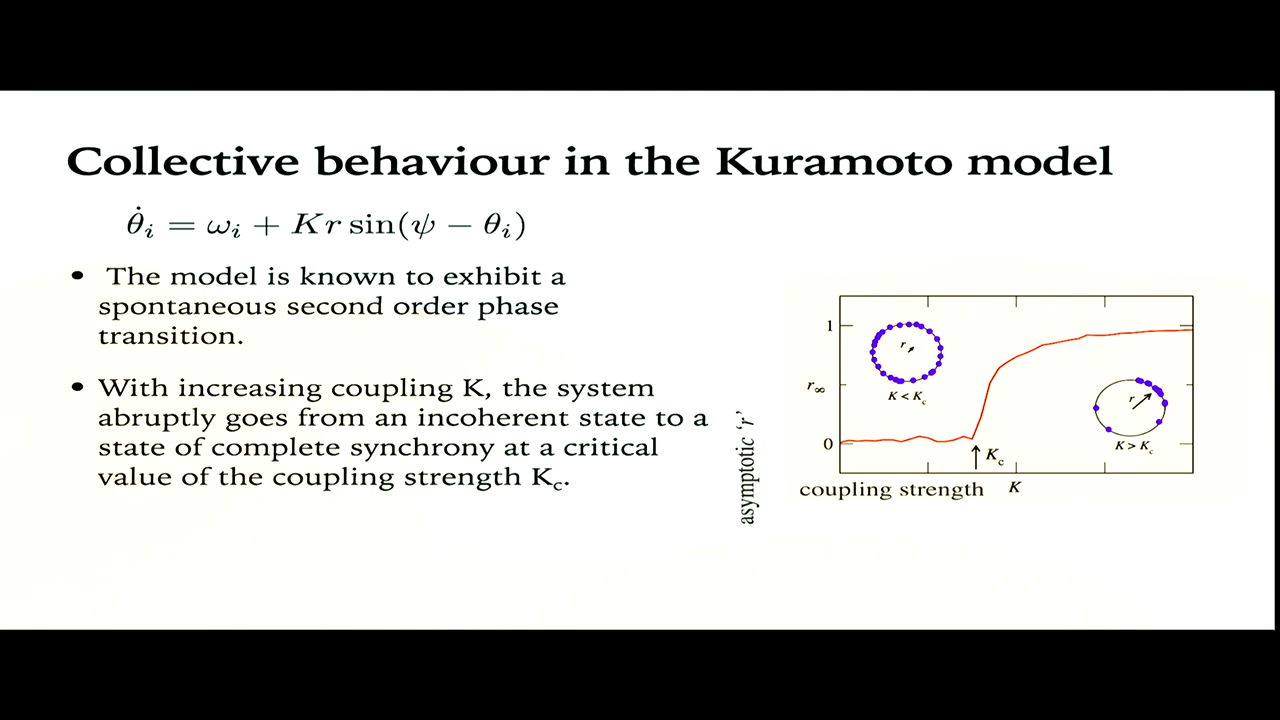 Collective behaviour in the Kuramoto model
θ̇ᵢ = ωᵢ + Kr sin(ψ − θᵢ)
• The model is known to exhibit a
spontaneous second order phase
transition.
• With increasing coupling K, the system
abruptly goes from an incoherent state to a
state of complete synchrony at a critical
value of the coupling strength K_c.
asymptotic 'r'
1
r∞
0
r
K < K_c
r
K > K_c
K_c
coupling strength K